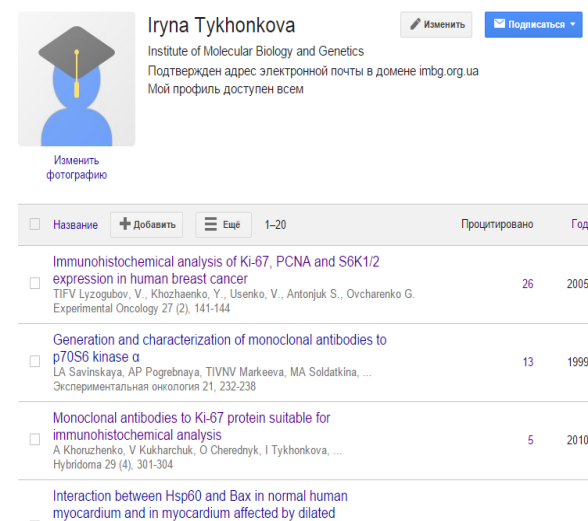 Iryna Tykhonkova
Изменить
Подписаться
Institute of Molecular Biology and Genetics
Подтвержден адрес электронной почты в домене imbg.org.ua
Мой профиль доступен всем
Изменить
фотографию
Название Добавить Ещё 1–20 Процитировано Год
Immunohistochemical analysis of Ki-67, PCNA and S6K1/2
expression in human breast cancer
TIFV Lyzogubov, V., Khozhaenko, Y., Usenko, V., Antonjuk S., Ovcharenko G.
Experimental Oncology 27 (2), 141-144
26 2005
Generation and characterization of monoclonal antibodies to
p70S6 kinase α
LA Savinskaya, AP Pogrebnaya, TIVNV Markeeva, MA Soldatkina, ...
Экспериментальная онкология 21, 232-238
13 1999
Monoclonal antibodies to Ki-67 protein suitable for
immunohistochemical analysis
A Khoruzhenko, V Kukharchuk, O Cherednyk, I Tykhonkova, ...
Hybridoma 29 (4), 301-304
5 2010
Interaction between Hsp60 and Bax in normal human
myocardium and in myocardium affected by dilated